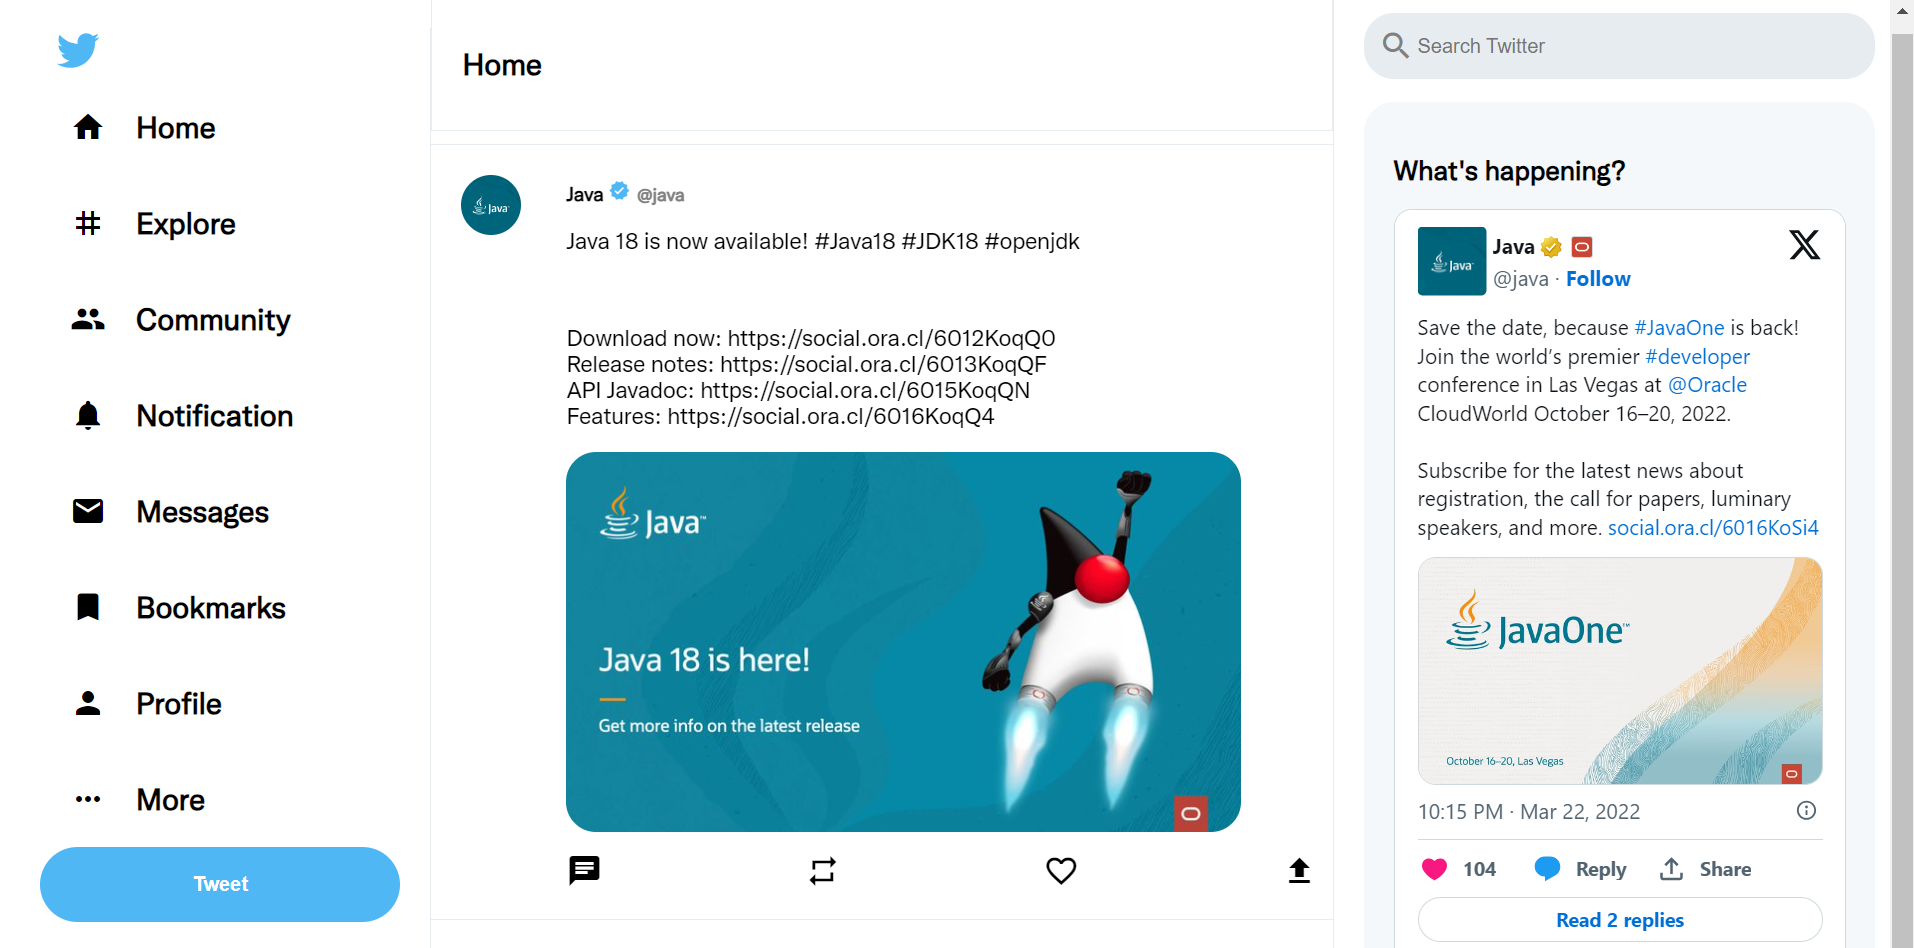 Home
Explore
Community
Notification
Messages
Bookmarks
Profile
More
Tweet
Home
Java @java
Java 18 is now available! #Java18 #JDK18 #openjdk
Download now: https://social.ora.cl/6012KoqQ0
Release notes: https://social.ora.cl/6013KoqQF
API Javadoc: https://social.ora.cl/6015KoqQN
Features: https://social.ora.cl/6016KoqQ4
Java™
Java 18 is here!
Get more info on the latest release
Search Twitter
What's happening?
Java
@java · Follow
Save the date, because #JavaOne is back!
Join the world’s premier #developer
conference in Las Vegas at @Oracle
CloudWorld October 16–20, 2022.
Subscribe for the latest news about
registration, the call for papers, luminary
speakers, and more. social.ora.cl/6016KoSi4
JavaOne™
October 16–20, Las Vegas
10:15 PM · Mar 22, 2022
104 Reply Share
Read 2 replies